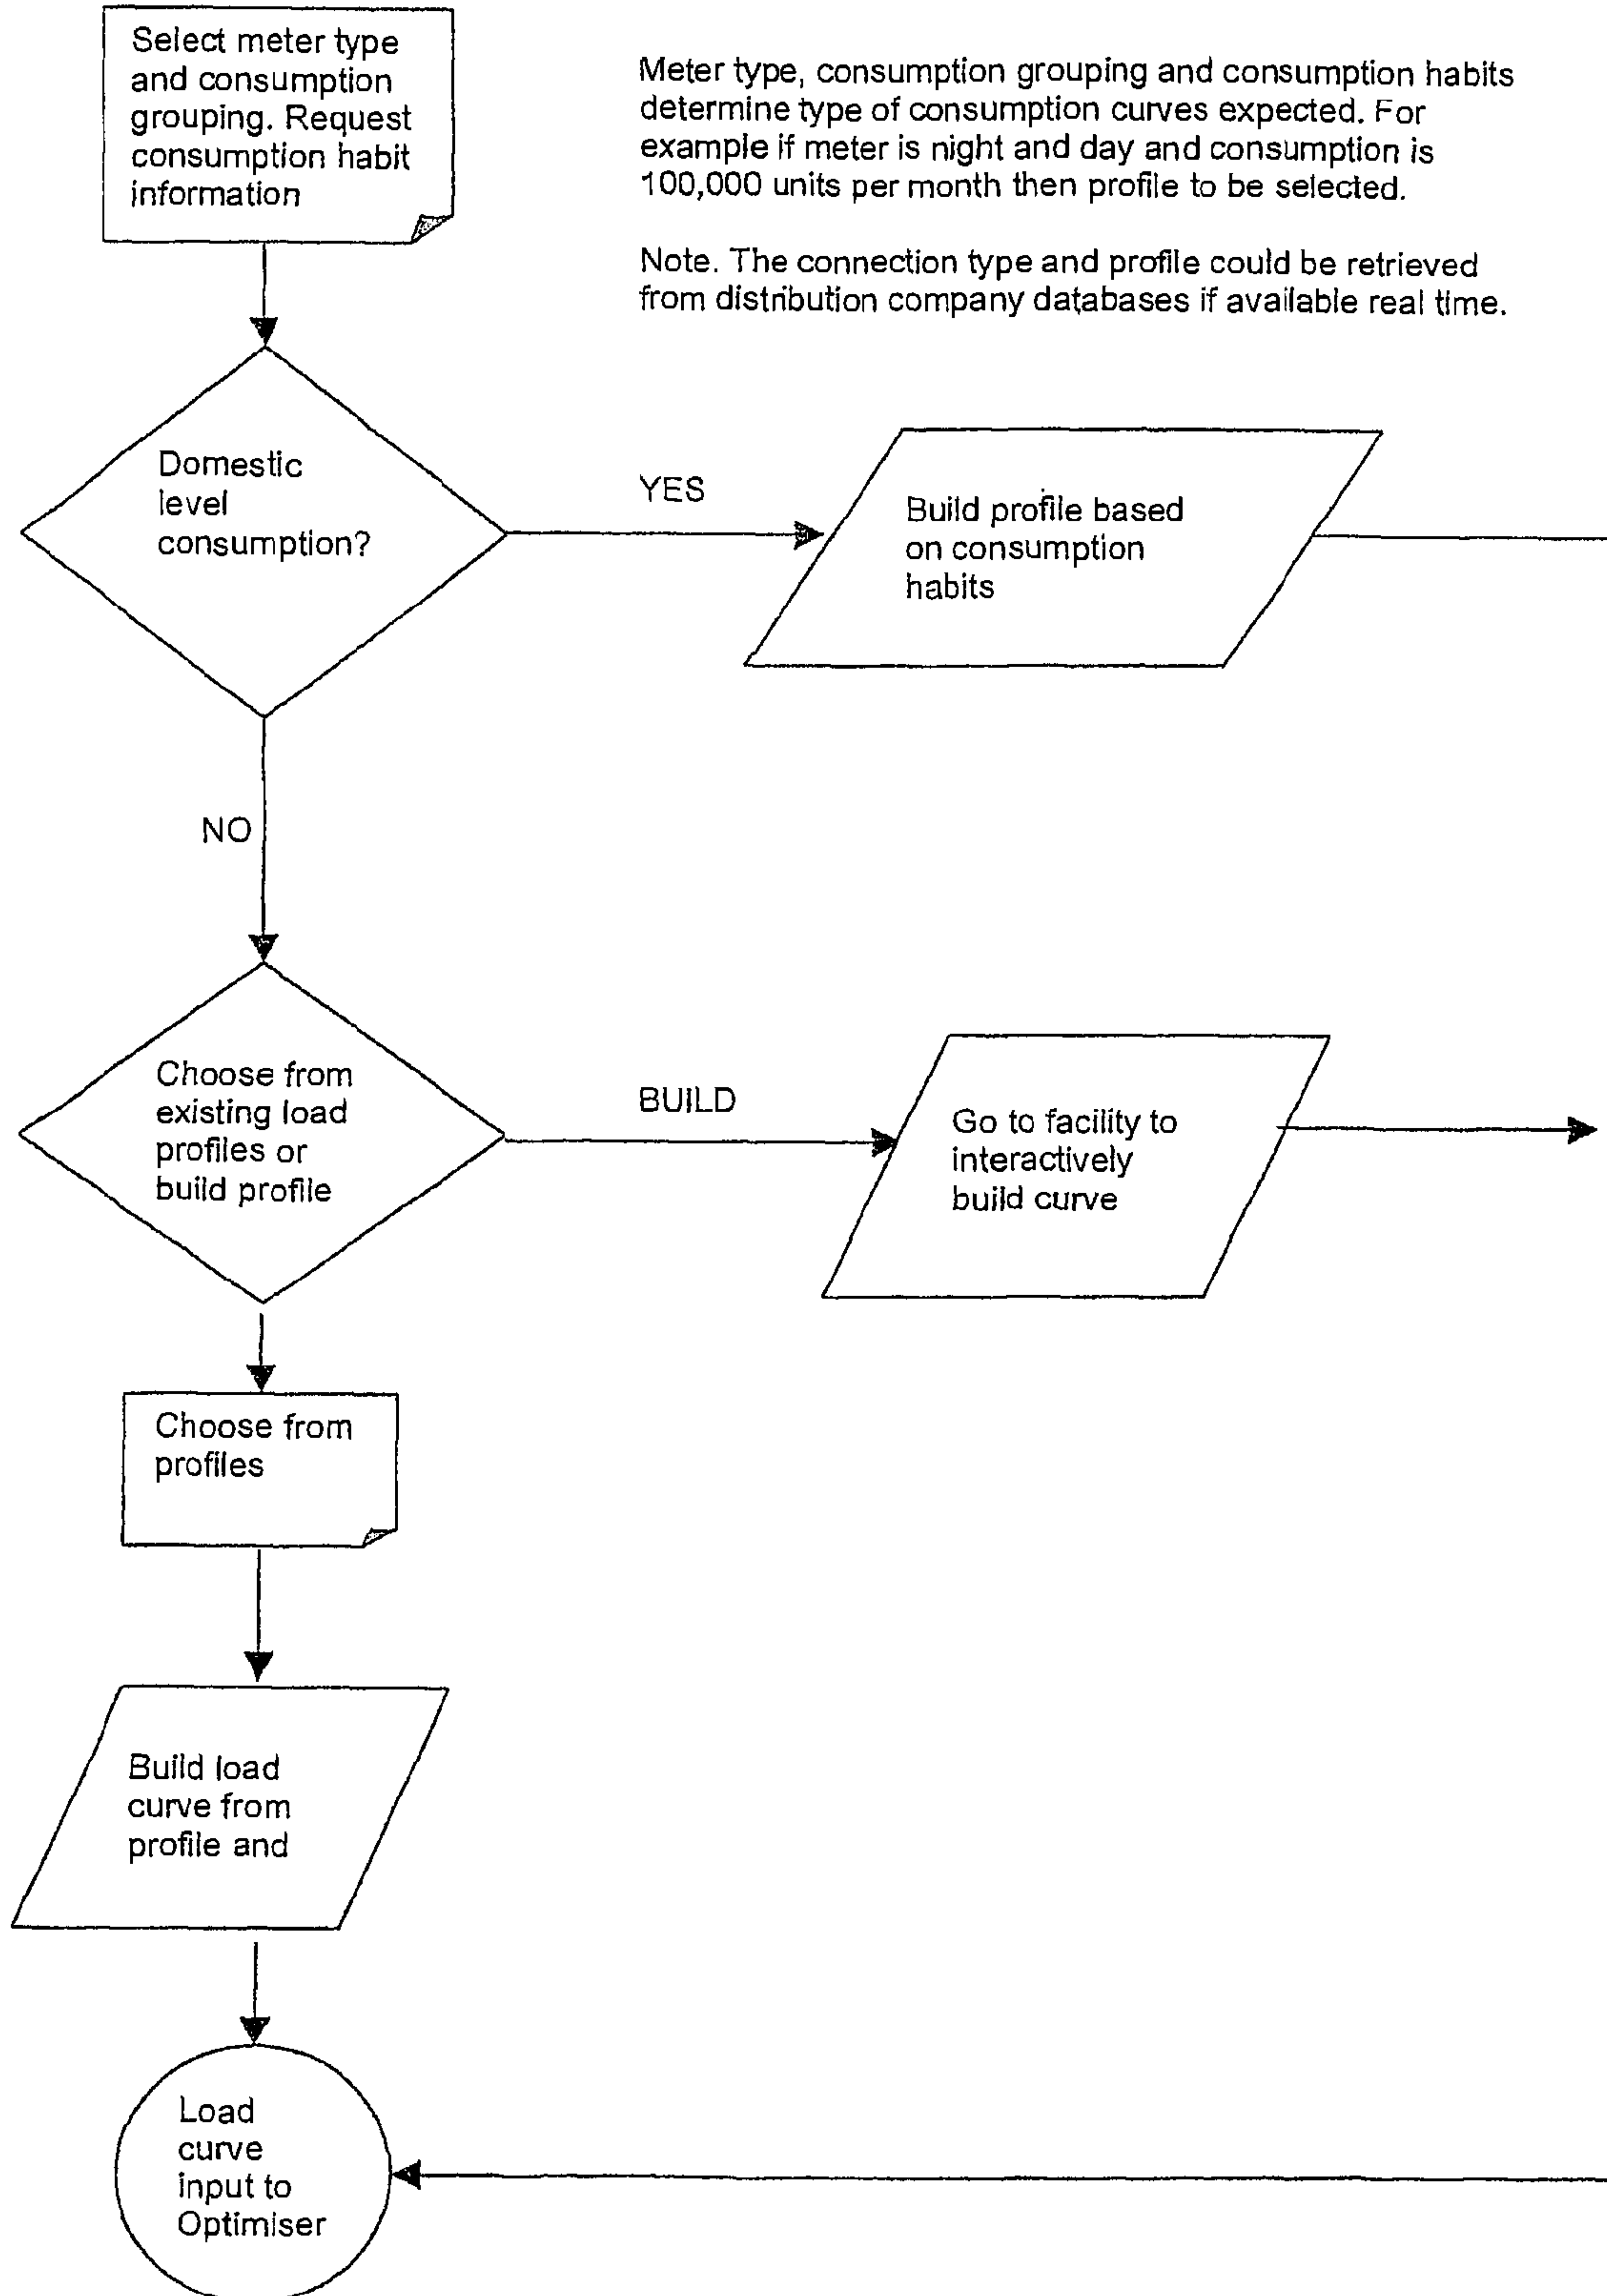 Select meter type
and consumption
grouping. Request
consumption habit
information
Meter type, consumption grouping and consumption habits
determine type of consumption curves expected. For
example if meter is night and day and consumption is
100,000 units per month then profile to be selected.
Note. The connection type and profile could be retrieved
from distribution company databases if available real time.
Domestic
level
consumption?
YES
Build profile based
on consumption
habits
NO
Choose from
existing load
profiles or
build profile
BUILD
Go to facility to
interactively
build curve
Choose from
profiles
Build load
curve from
profile and
Load
curve
input to
Optimiser